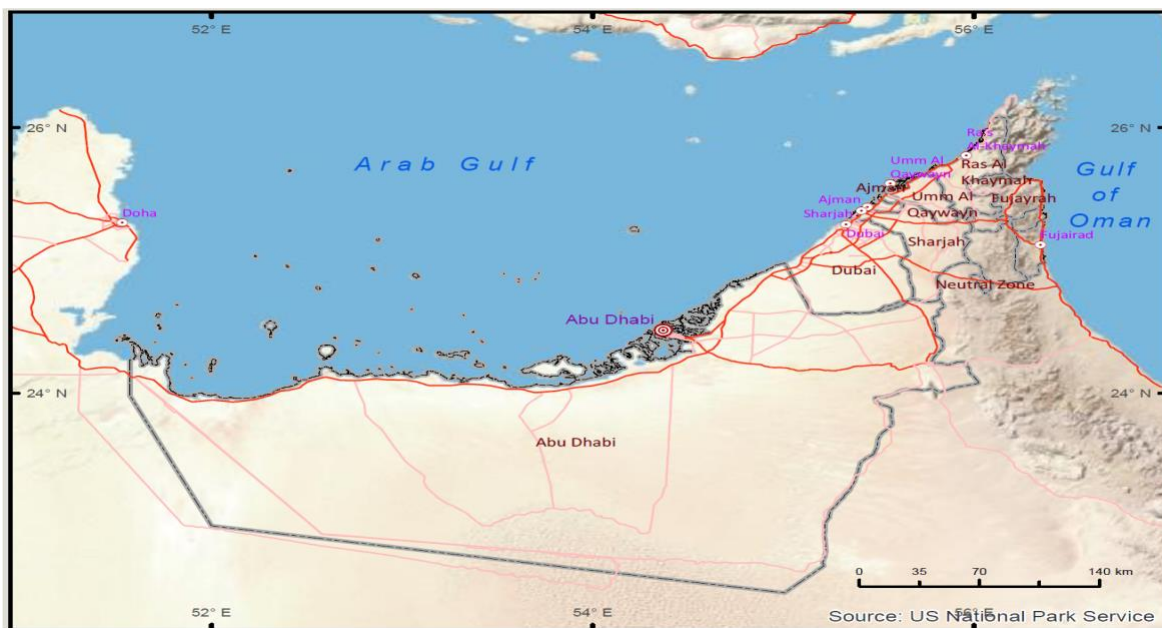 52° E 54° E 56° E
26° N 26° N
Ras
Al-Khaymah
Arab Gulf
Umm Al
Qaywayn
Ras Al
Khaymah
Gulf
of
Oman
Ajman
Ajman
Umm Al
Qaywayn
Fujayrah
Doha
Sharjah
Dubai
Fujairad
Sharjah
Dubai
Neutral Zone
Abu Dhabi
24° N 24° N
Abu Dhabi
0 35 70 140 km
52° E 54° E 56° E
Source: US National Park Service